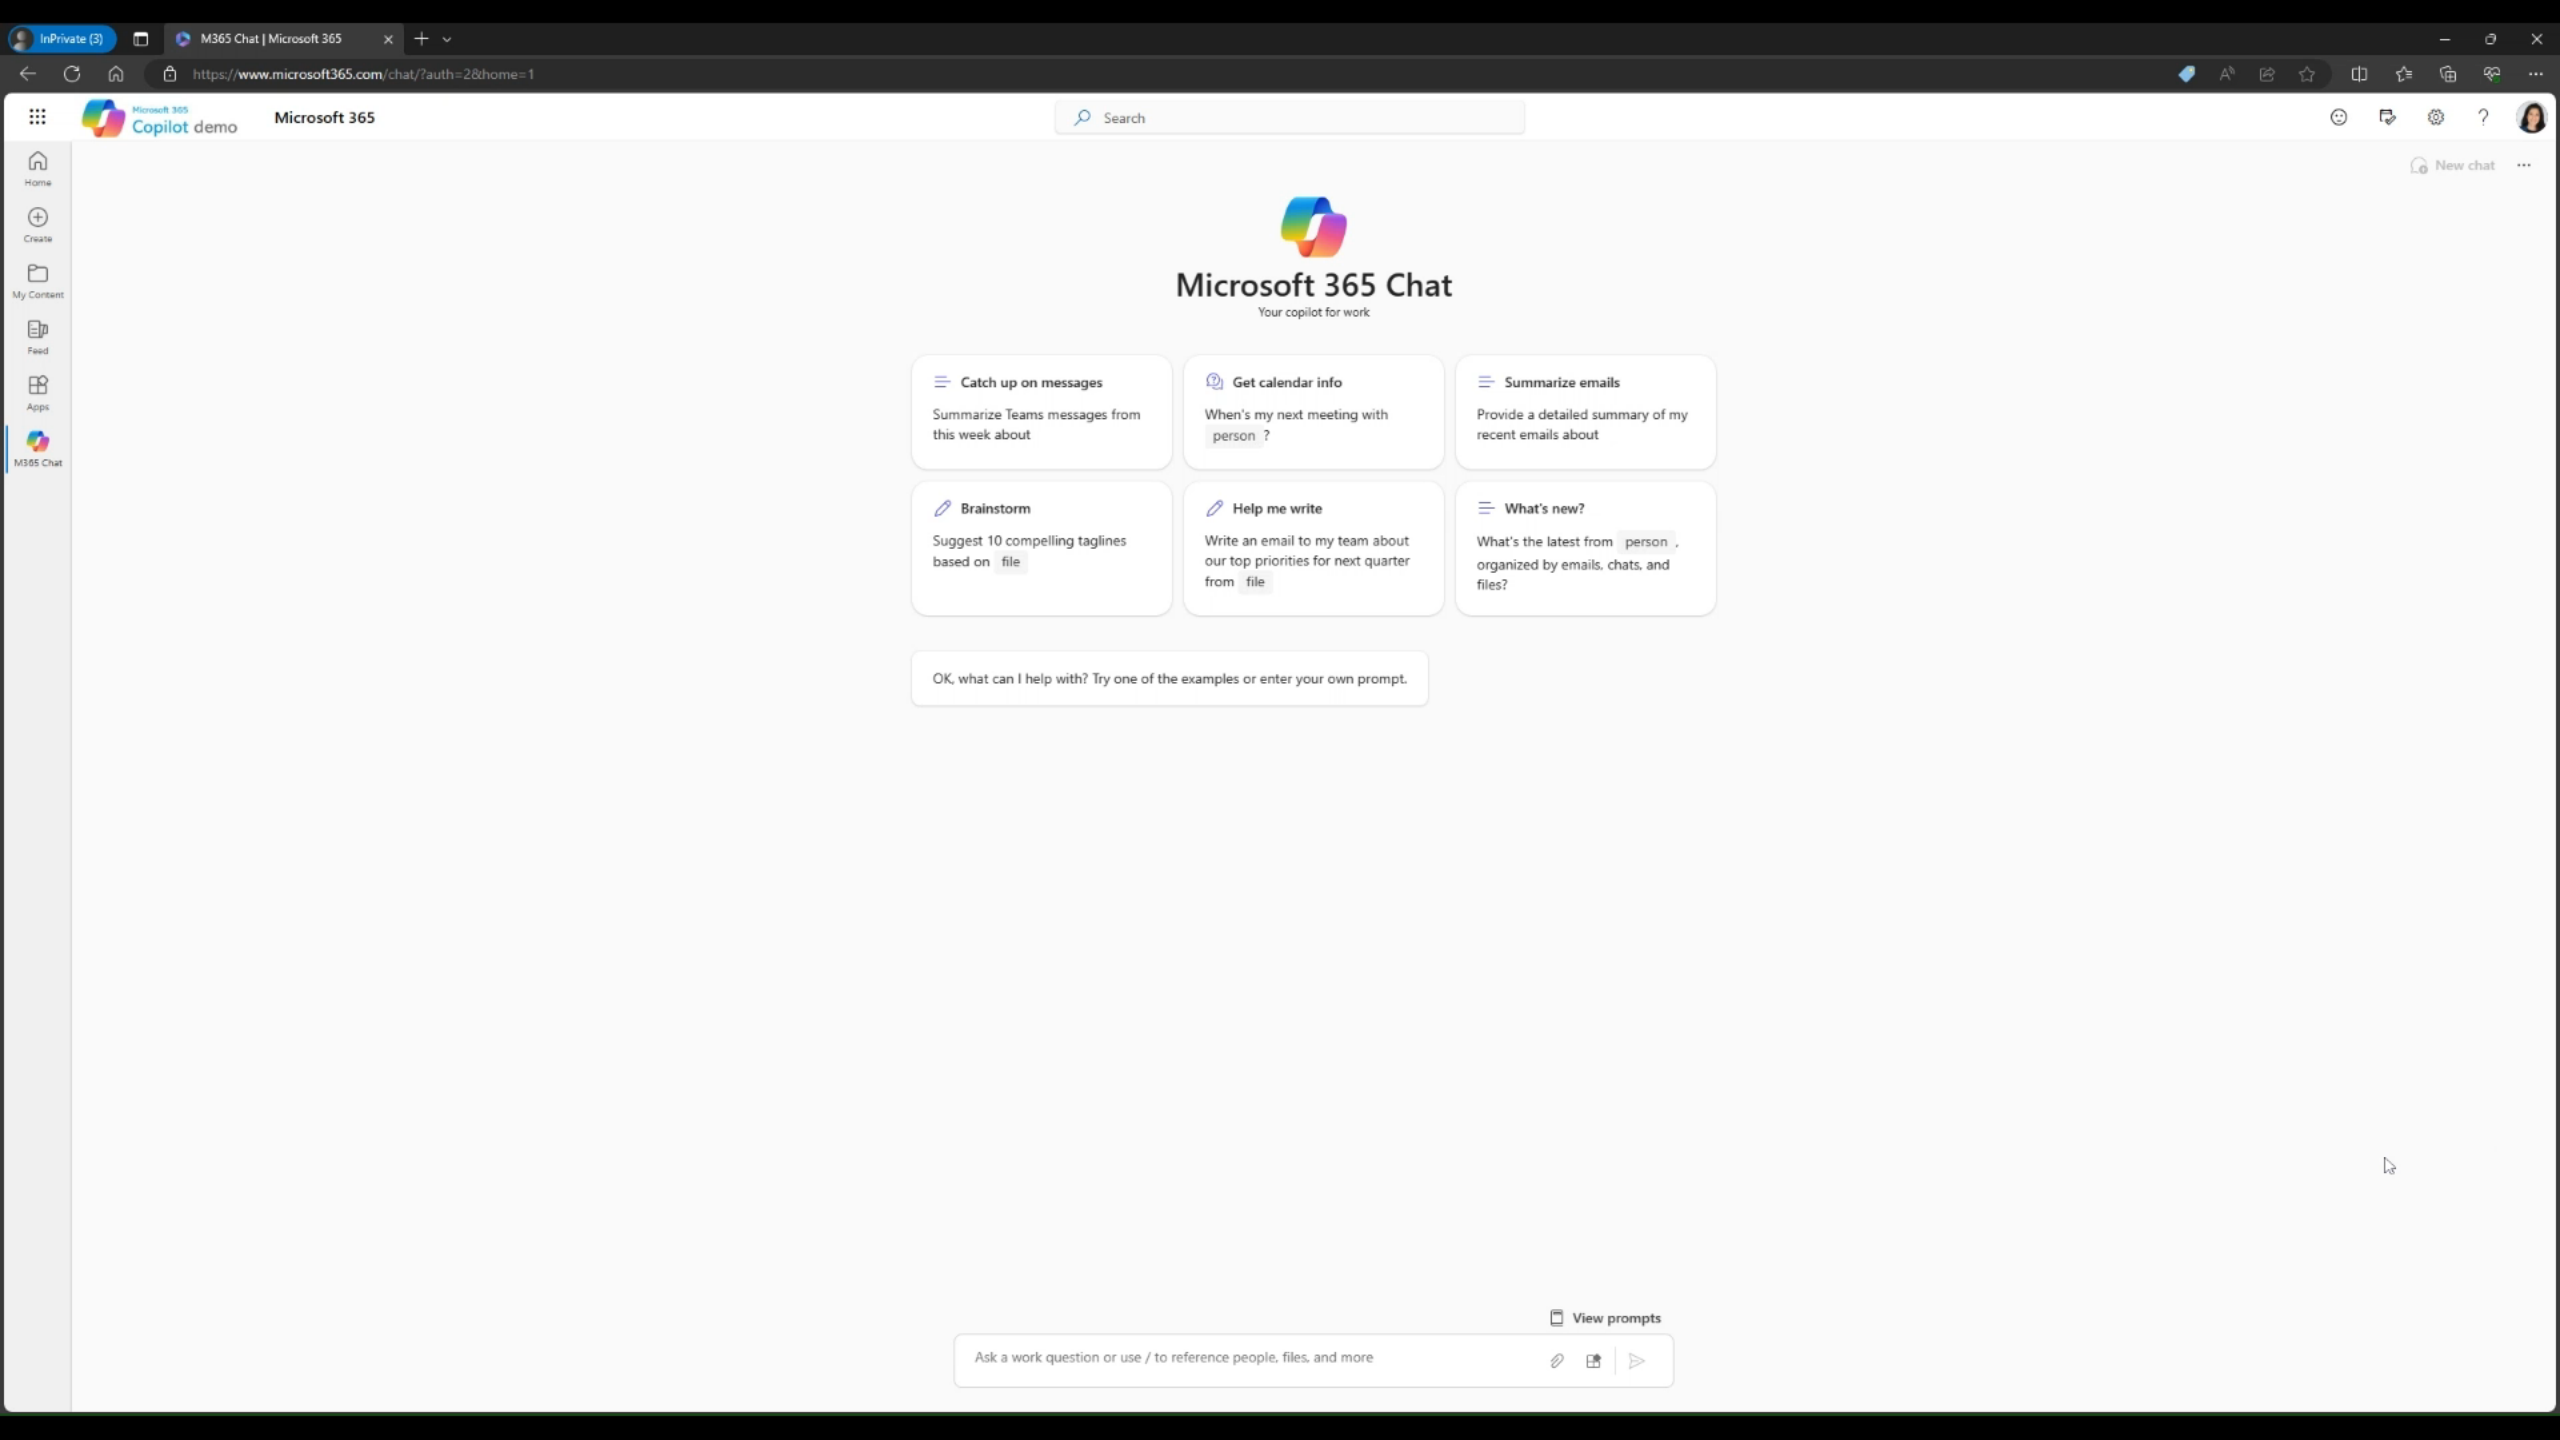 InPrivate (3)
M365 Chat | Microsoft 365
https://www.microsoft365.com/chat/?auth=2&home=1
Microsoft 365
Copilot demo
Microsoft 365
Search
New chat
Home
Create
My Content
Feed
Apps
M365 Chat
Microsoft 365 Chat
Your copilot for work
Catch up on messages
Summarize Teams messages from
this week about
Get calendar info
When's my next meeting with
person ?
Summarize emails
Provide a detailed summary of my
recent emails about
Brainstorm
Suggest 10 compelling taglines
based on file
Help me write
Write an email to my team about
our top priorities for next quarter
from file
What's new?
What's the latest from person ,
organized by emails, chats, and
files?
OK, what can I help with? Try one of the examples or enter your own prompt.
View prompts
Ask a work question or use / to reference people, files, and more